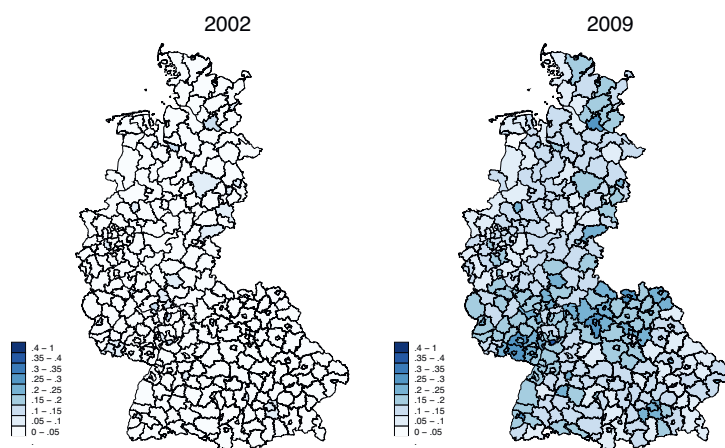 2002
.4 – 1
.35 – .4
.3 – .35
.25 – .3
.2 – .25
.15 – .2
.1 – .15
.05 – .1
0 – .05
.
2009
.4 – 1
.35 – .4
.3 – .35
.25 – .3
.2 – .25
.15 – .2
.1 – .15
.05 – .1
0 – .05
.